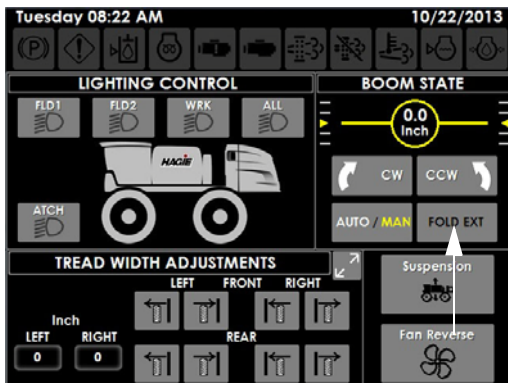 Tuesday 08:22 AM 10/22/2013
(P)
LIGHTING CONTROL
FLD1 FLD2 WRK ALL
HAGIE
ATCH
BOOM STATE
0.0
Inch
CW CCW
AUTO / MAN FOLD EXT
TREAD WIDTH ADJUSTMENTS
LEFT FRONT RIGHT
Inch
LEFT RIGHT
0 0
REAR
Suspension
Fan Reverse